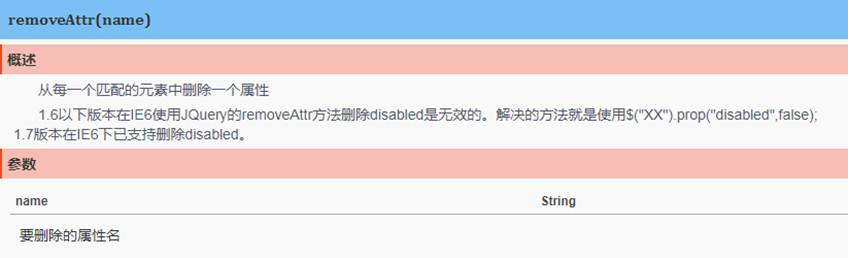 removeAttr(name)
概述
从每一个匹配的元素中删除一个属性
1.6以下版本在IE6使用JQuery的removeAttr方法删除disabled是无效的。解决的方法就是使用$("XX").prop("disabled",false);
1.7版本在IE6下已支持删除disabled。
参数
name String
要删除的属性名